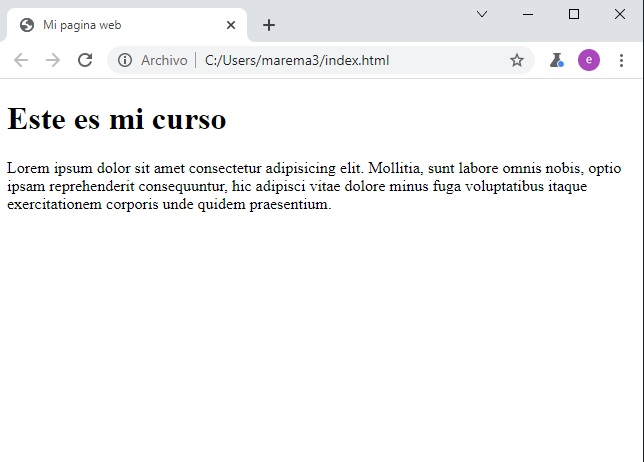 Mi pagina web
Archivo | C:/Users/marema3/index.html
e
Este es mi curso
Lorem ipsum dolor sit amet consectetur adipisicing elit. Mollitia, sunt labore omnis nobis, optio
ipsam reprehenderit consequuntur, hic adipisci vitae dolore minus fuga voluptatibus itaque
exercitationem corporis unde quidem praesentium.